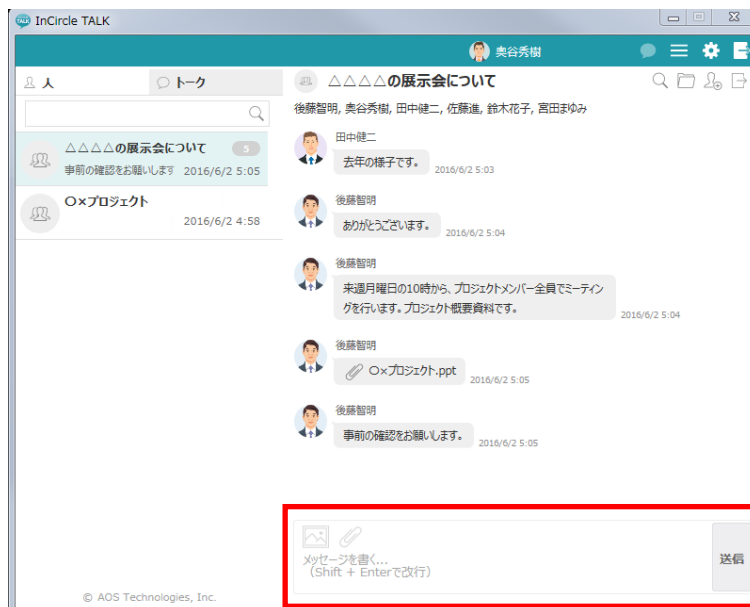 TALK InCircle TALK
奥谷秀樹
人
トーク
△△△△の展示会について 5
事前の確認をお願いします 2016/6/2 5:05
〇×プロジェクト
2016/6/2 4:58
© AOS Technologies, Inc.
△△△△の展示会について
後藤智明, 奥谷秀樹, 田中健二, 佐藤進, 鈴木花子, 宮田まゆみ
田中健二
去年の様子です。 2016/6/2 5:03
後藤智明
ありがとうございます。 2016/6/2 5:04
後藤智明
来週月曜日の10時から、プロジェクトメンバー全員でミーティン
グを行います。プロジェクト概要資料です。 2016/6/2 5:04
後藤智明
〇×プロジェクト.ppt 2016/6/2 5:05
後藤智明
事前の確認をお願いします。 2016/6/2 5:05
メッセージを書く...
(Shift + Enterで改行)
送信